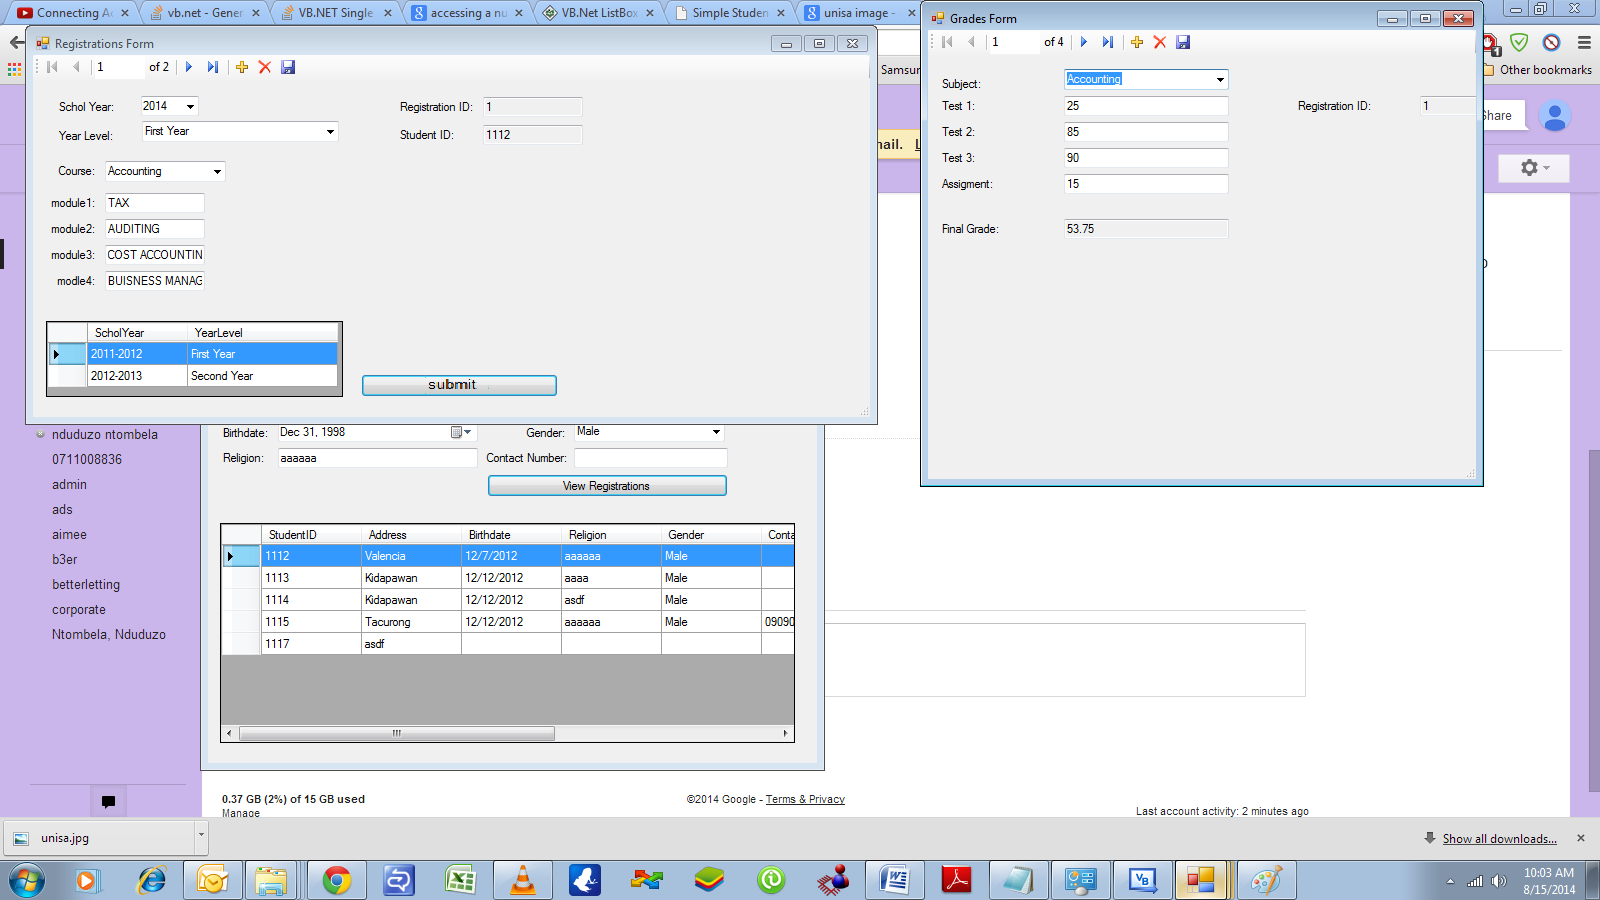 Connecting Ac
vb.net - Gener
VB.NET Single
accessing a nu
VB.Net ListBox
Simple Studen
unisa image -
Samsun
Other bookmarks
Share
nail. L
Registrations Form
1 of 2
Schol Year: 2014
Year Level: First Year
Registration ID: 1
Student ID: 1112
Course: Accounting
module1: TAX
module2: AUDITING
module3: COST ACCOUNTIN
modle4: BUISNESS MANAG
ScholYear YearLevel
2011-2012 First Year
2012-2013 Second Year
submit
Grades Form
1 of 4
Subject: Accounting
Test 1: 25
Registration ID: 1
Test 2: 85
Test 3: 90
Assigment: 15
Final Grade: 53.75
Birthdate: Dec 31, 1998 Gender: Male
Religion: aaaaaa Contact Number:
View Registrations
StudentID Address Birthdate Religion Gender Conta
1112 Valencia 12/7/2012 aaaaaa Male
1113 Kidapawan 12/12/2012 aaaa Male
1114 Kidapawan 12/12/2012 asdf Male
1115 Tacurong 12/12/2012 aaaaaa Male 09090
1117 asdf
nduduzo ntombela
0711008836
admin
ads
aimee
b3er
betterletting
corporate
Ntombela, Nduduzo
0.37 GB (2%) of 15 GB used
Manage
©2014 Google - Terms & Privacy
Last account activity: 2 minutes ago
unisa.jpg
Show all downloads...
10:03 AM
8/15/2014